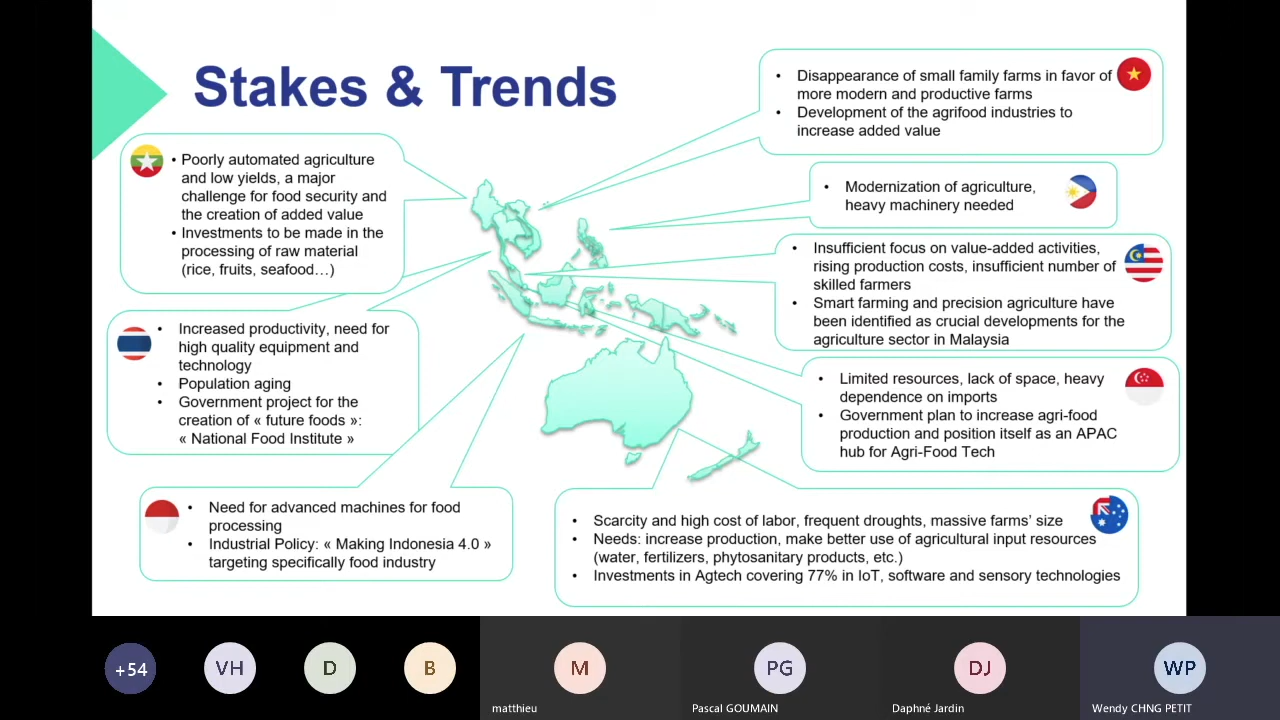 Stakes & Trends
• Poorly automated agriculture
and low yields, a major
challenge for food security and
the creation of added value
• Investments to be made in the
processing of raw material
(rice, fruits, seafood…)
• Increased productivity, need for
high quality equipment and
technology
• Population aging
• Government project for the
creation of « future foods »:
« National Food Institute »
• Need for advanced machines for food
processing
• Industrial Policy: « Making Indonesia 4.0 »
targeting specifically food industry
• Disappearance of small family farms in favor of
more modern and productive farms
• Development of the agrifood industries to
increase added value
• Modernization of agriculture,
heavy machinery needed
• Insufficient focus on value-added activities,
rising production costs, insufficient number of
skilled farmers
• Smart farming and precision agriculture have
been identified as crucial developments for the
agriculture sector in Malaysia
• Limited resources, lack of space, heavy
dependence on imports
• Government plan to increase agri-food
production and position itself as an APAC
hub for Agri-Food Tech
• Scarcity and high cost of labor, frequent droughts, massive farms’ size
• Needs: increase production, make better use of agricultural input resources
(water, fertilizers, phytosanitary products, etc.)
• Investments in Agtech covering 77% in IoT, software and sensory technologies
+54
VH
D
B
M
matthieu
PG
Pascal GOUMAIN
DJ
Daphné Jardin
WP
Wendy CHNG PETIT